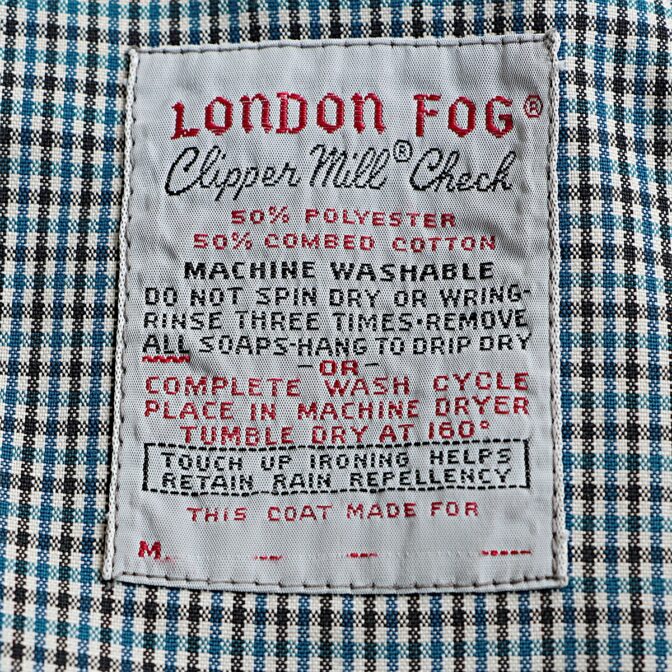 LONDON FOG®
Clipper Mill® Check
50% POLYESTER
50% COMBED COTTON
MACHINE WASHABLE
DO NOT SPIN DRY OR WRING-
RINSE THREE TIMES·REMOVE
ALL SOAPS-HANG TO DRIP DRY
-OR-
COMPLETE WASH CYCLE
PLACE IN MACHINE DRYER
TUMBLE DRY AT 160°
TOUCH UP IRONING HELPS
RETAIN RAIN REPELLENCY
THIS COAT MADE FOR
M